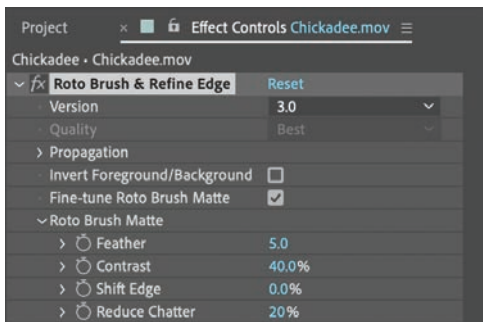 Project × Effect Controls Chickadee.mov
Chickadee • Chickadee.mov
fx Roto Brush & Refine Edge Reset
Version 3.0
Quality Best
Propagation
Invert Foreground/Background
Fine-tune Roto Brush Matte
Roto Brush Matte
Feather 5.0
Contrast 40.0%
Shift Edge 0.0%
Reduce Chatter 20%